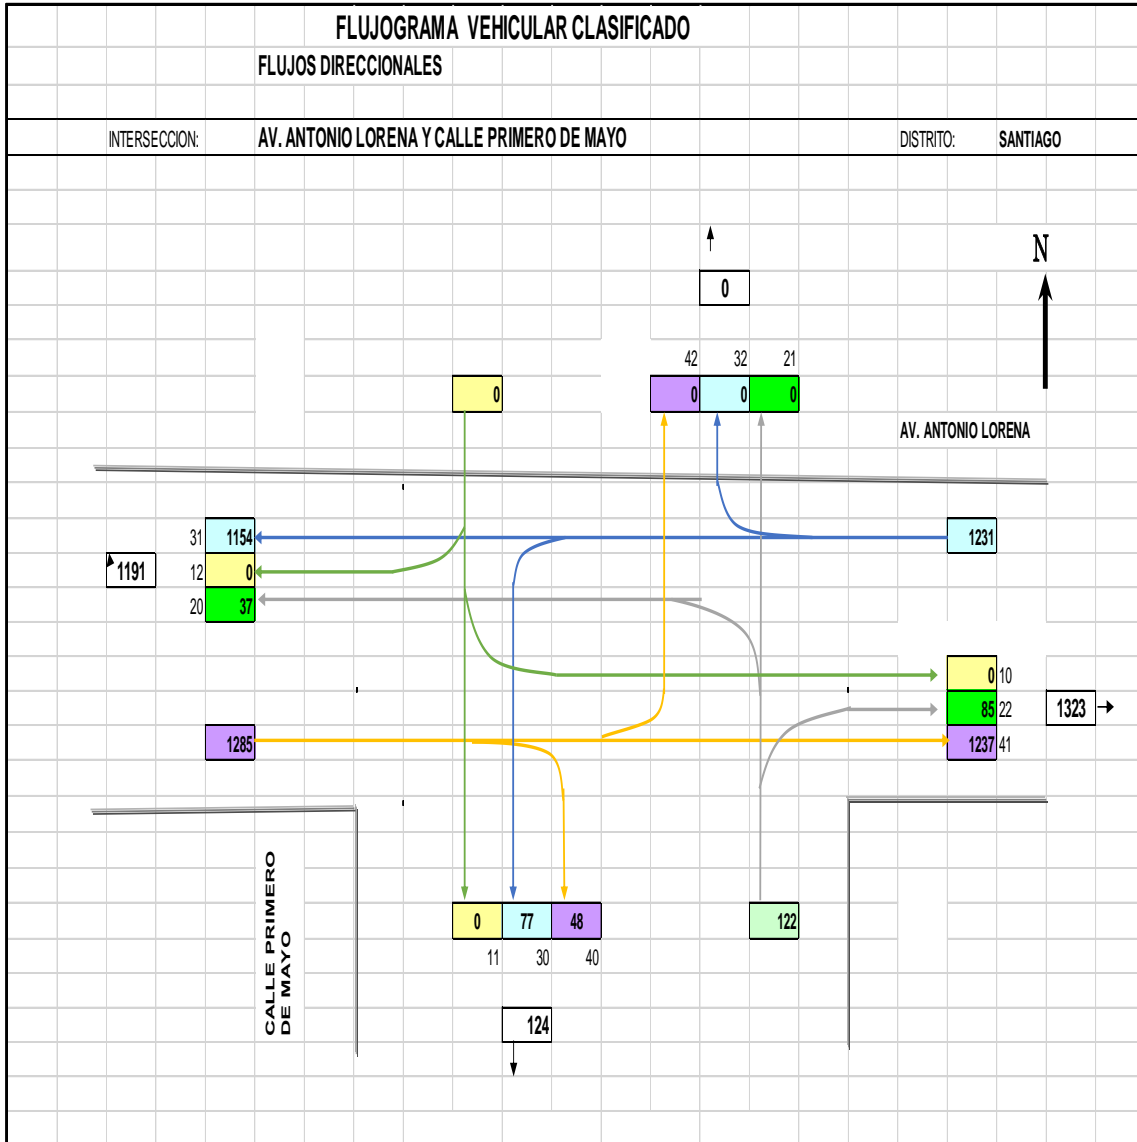 FLUJOGRAMA VEHICULAR CLASIFICADO
FLUJOS DIRECCIONALES
INTERSECCION: AV. ANTONIO LORENA Y CALLE PRIMERO DE MAYO DISTRITO: SANTIAGO
N
0
42 32 21
0 0 0 0
AV. ANTONIO LORENA
31 1154 1231
1191 12 0
20 37
0 10
85 22 1323
1285 1237 41
CALLE PRIMERO
DE MAYO
0 77 48 122
11 30 40
124